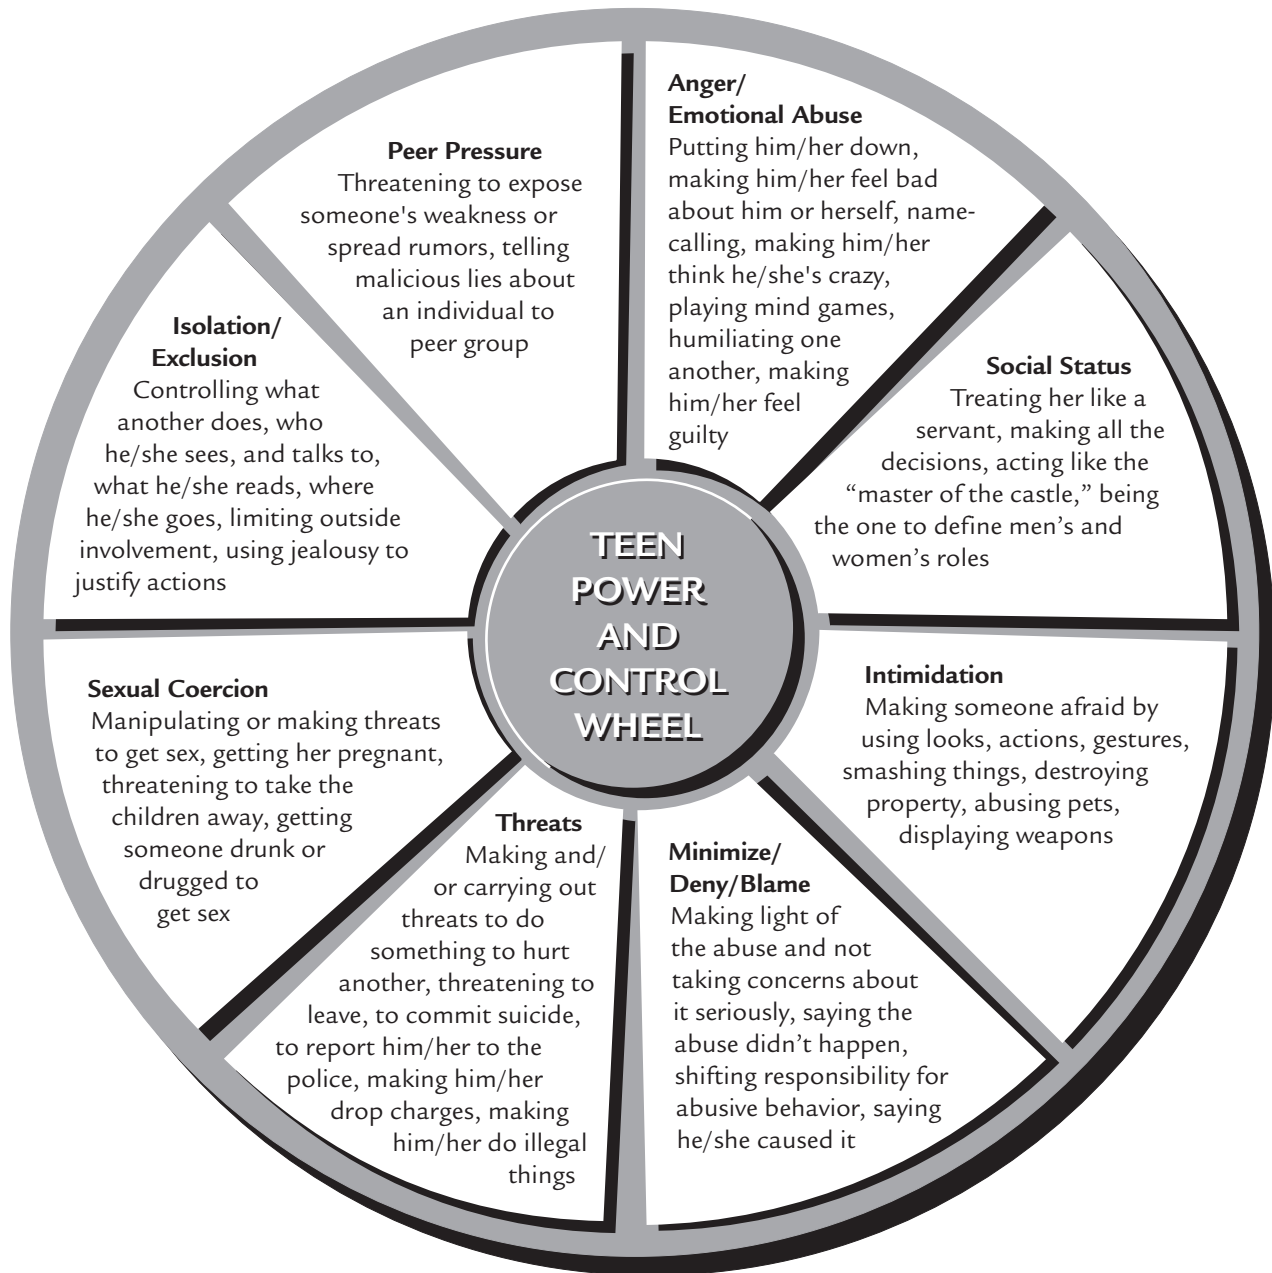 Anger/
Emotional Abuse
Putting him/her down,
making him/her feel bad
about him or herself, name-
calling, making him/her
think he/she's crazy,
playing mind games,
humiliating one
another, making
him/her feel
guilty
Social Status
Treating her like a
servant, making all the
decisions, acting like the
“master of the castle,” being
the one to define men’s and
women’s roles
Intimidation
Making someone afraid by
using looks, actions, gestures,
smashing things, destroying
property, abusing pets,
displaying weapons
Minimize/
Deny/Blame
Making light of
the abuse and not
taking concerns about
it seriously, saying the
abuse didn’t happen,
shifting responsibility for
abusive behavior, saying
he/she caused it
Threats
Making and/
or carrying out
threats to do
something to hurt
another, threatening to
leave, to commit suicide,
to report him/her to the
police, making him/her
drop charges, making
him/her do illegal
things
Sexual Coercion
Manipulating or making threats
to get sex, getting her pregnant,
threatening to take the
children away, getting
someone drunk or
drugged to
get sex
Isolation/
Exclusion
Controlling what
another does, who
he/she sees, and talks to,
what he/she reads, where
he/she goes, limiting outside
involvement, using jealousy to
justify actions
Peer Pressure
Threatening to expose
someone's weakness or
spread rumors, telling
malicious lies about
an individual to
peer group
TEEN
POWER
AND
CONTROL
WHEEL